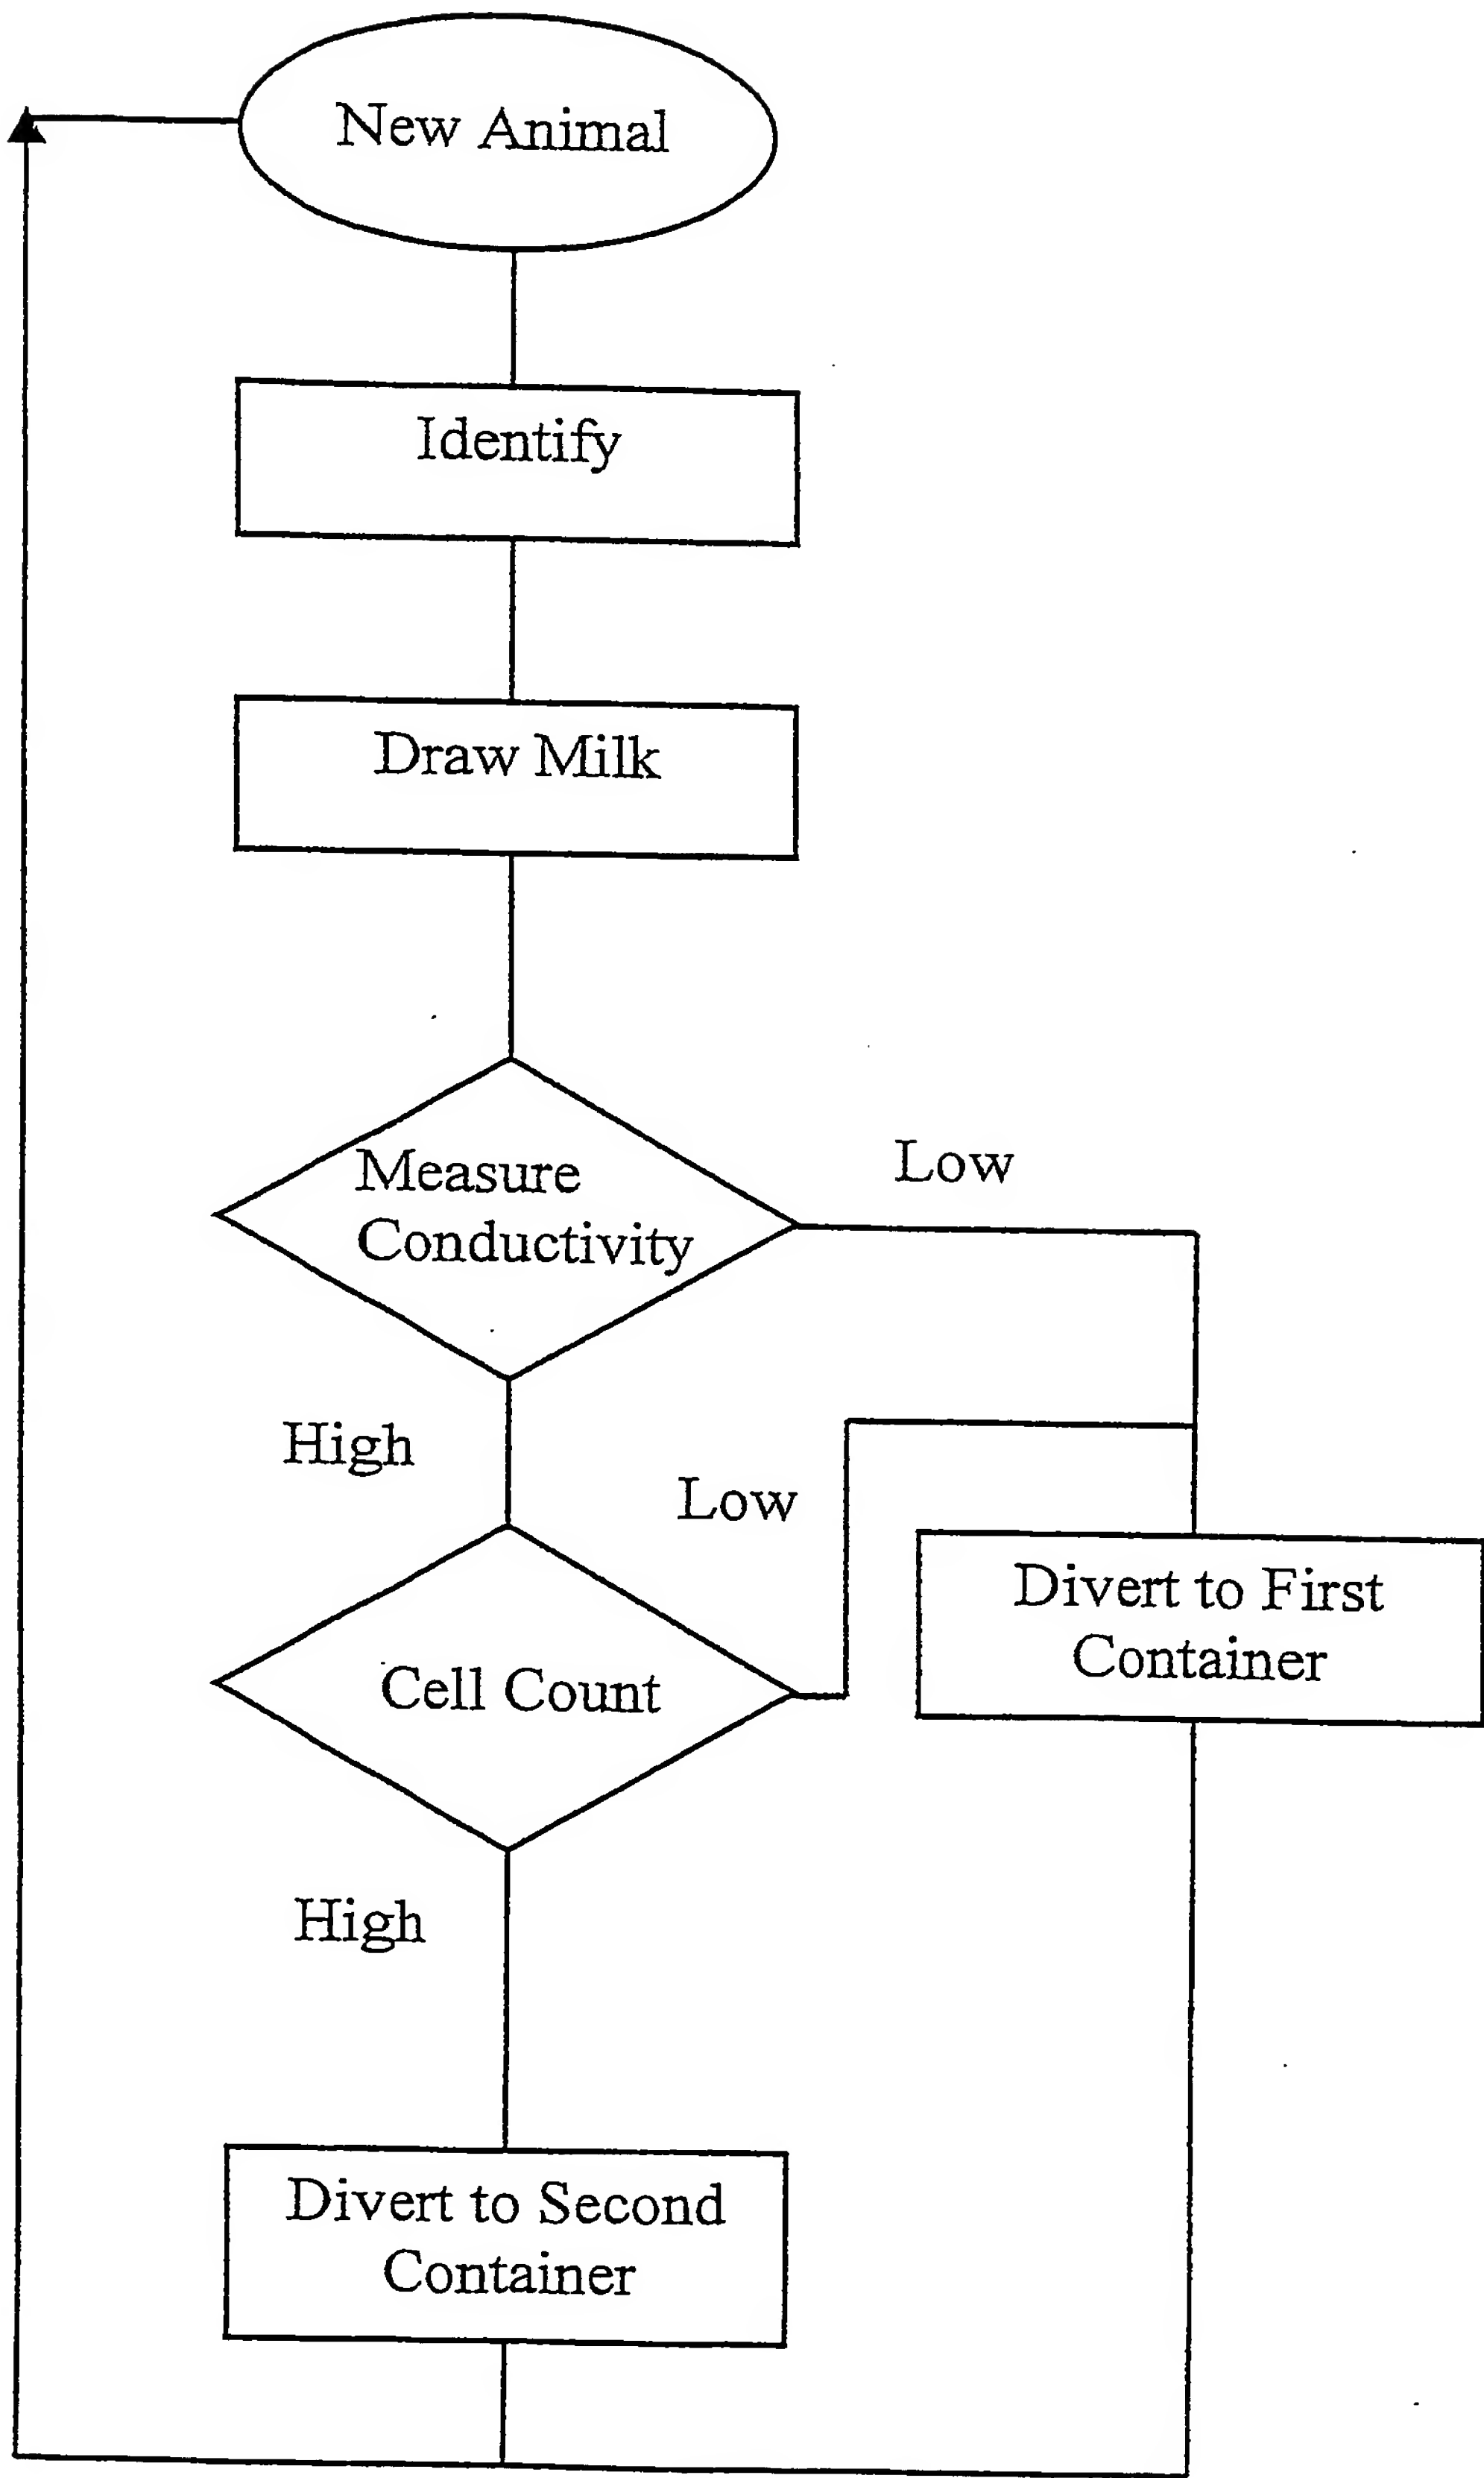 New Animal
Identify
Draw Milk
Measure
Conductivity
Low
High
Low
Divert to First
Container
Cell Count
High
Divert to Second
Container